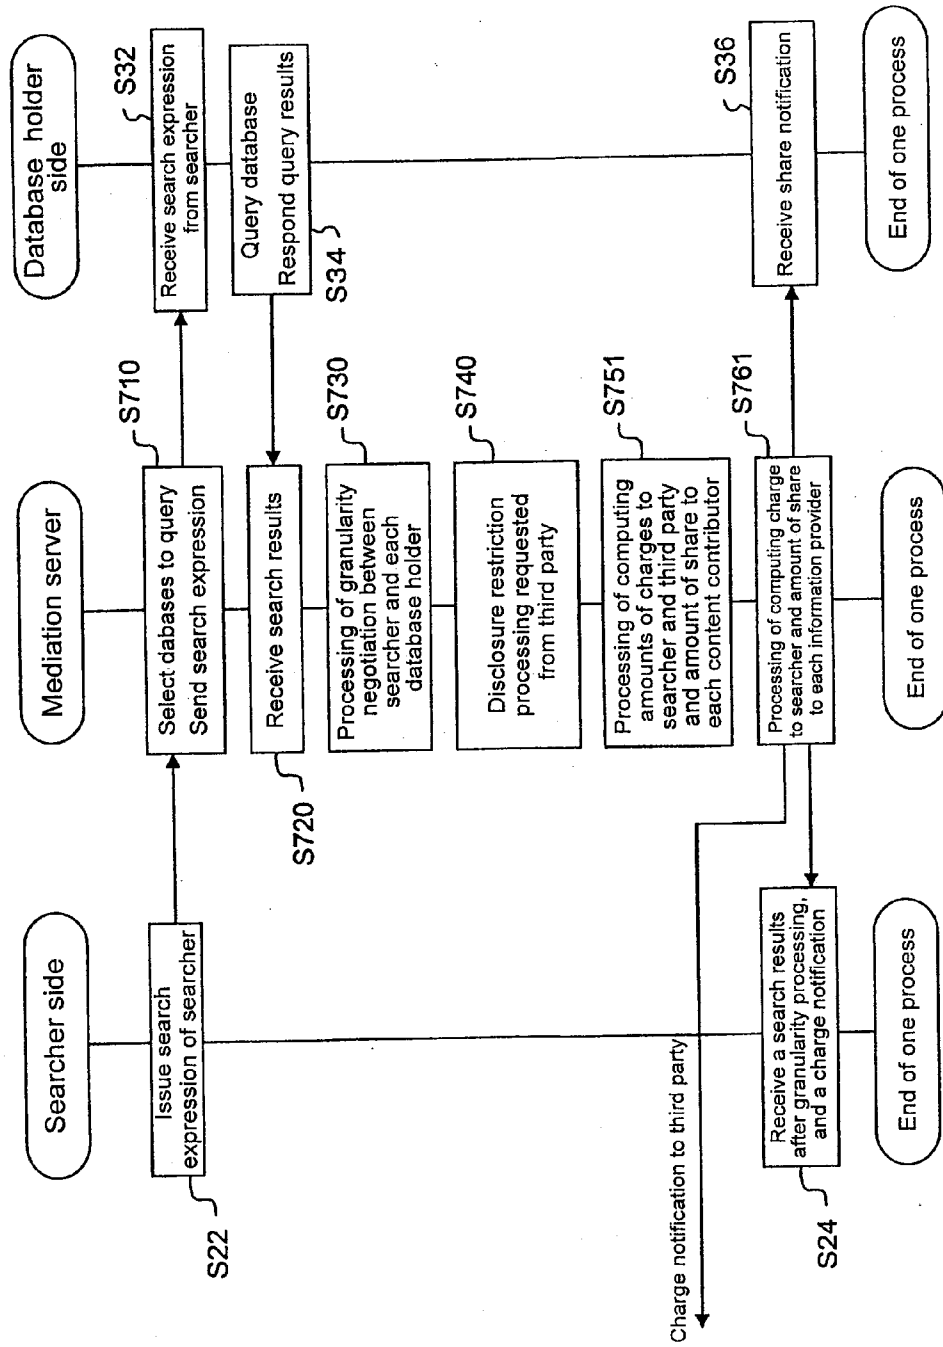 Searcher side
Issue search
expression of searcher
S22
Charge notification to third party
Receive a search results
after granularity processing,
and a charge notification
S24
End of one process
Mediation server
Select dabases to query
Send search expression
S710
Receive search results
S720
Processing of granularity
negotiation between
searcher and each
database holder
S730
Disclosure restriction
processing requested
from third party
S740
Processing of computing
amounts of charges to
searcher and third party
and amount of share to
each content contributor
S751
Processing of computing charge
to searcher and amount of share
to each information provider
S761
End of one process
Database holder
side
Receive search expression
from searcher
S32
Query database
Respond query results
S34
Receive share notification
S36
End of one process